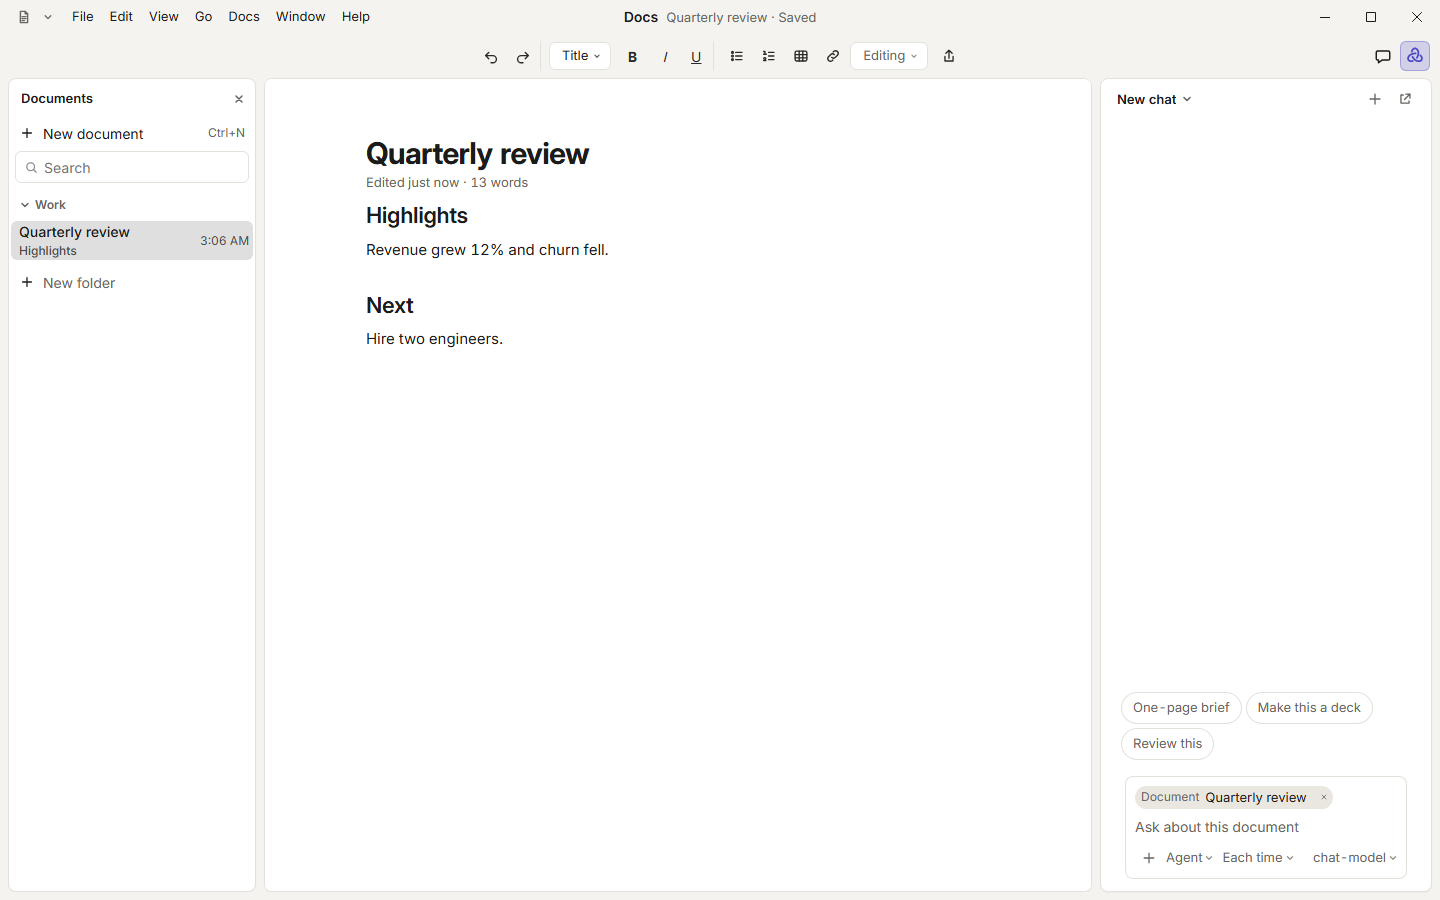 File Edit View Go Docs Window Help
Docs Quarterly review · Saved
Title B I U Editing
Documents
New document Ctrl+N
Search
Work
Quarterly review 3:06 AM
Highlights
New folder
Quarterly review
Edited just now · 13 words
Highlights
Revenue grew 12% and churn fell.
Next
Hire two engineers.
New chat
One-page brief Make this a deck
Review this
Document Quarterly review ×
Ask about this document
Agent Each time chat-model